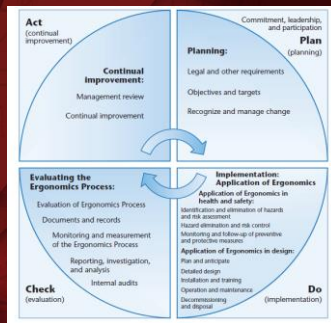 Act
(continual
improvement)
Continual
Improvement:
Management review
Continual improvement
Commitment, leadership,
and participation
Plan
(planning)
Planning:
Legal and other requirements
Objectives and targets
Recognize and manage change
Evaluating the
Ergonomics Process:
Evaluation of Ergonomics Process
Documents and records
Monitoring and measurement
of the Ergonomics Process
Reporting, investigation,
and analysis
Internal audits
Check
(evaluation)
Implementation:
Application of Ergonomics
Application of Ergonomics in
health and safety:
Identification and elimination of hazards
and risk assessment
Hazard elimination and risk control
Monitoring and follow-up of preventive
and protective measures
Application of Ergonomics in design:
Plan and anticipate
Detailed design
Installation and training
Operation and maintenance
Decommissioning
and disposal
Do
(implementation)